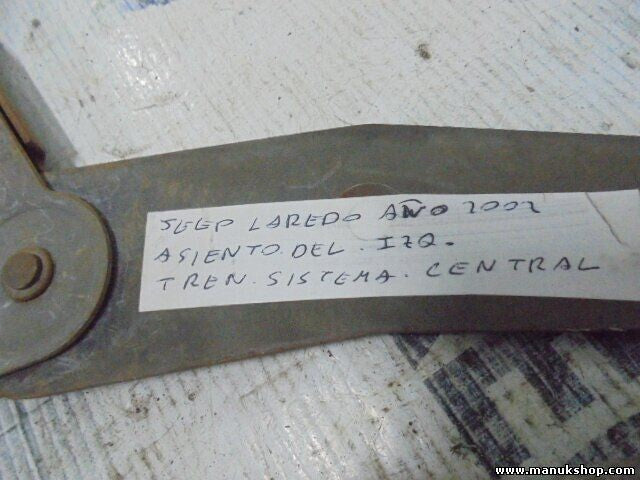 JEEP LAREDO AÑO 2002
ASIENTO.DEL.IZQ.
TREN.SISTEMA.CENTRAL
www.manukshop.com